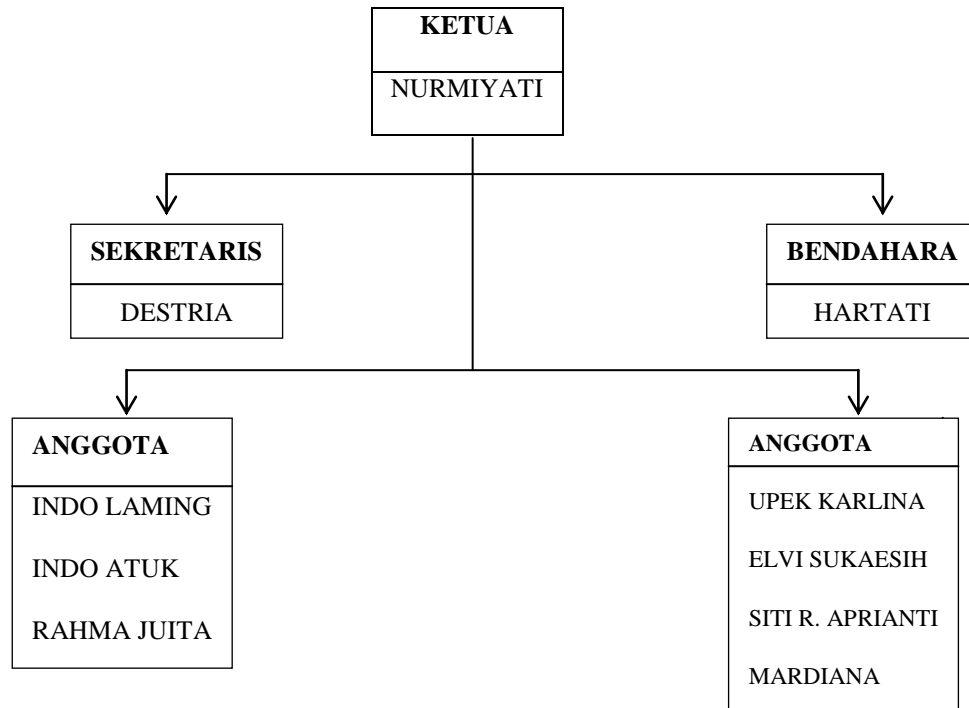 KETUA
NURMIYATI
SEKRETARIS
DESTRIA
BENDAHARA
HARTATI
ANGGOTA
INDO LAMING
INDO ATUK
RAHMA JUITA
ANGGOTA
UPEK KARLINA
ELVI SUKAESIH
SITI R. APRIANTI
MARDIANA